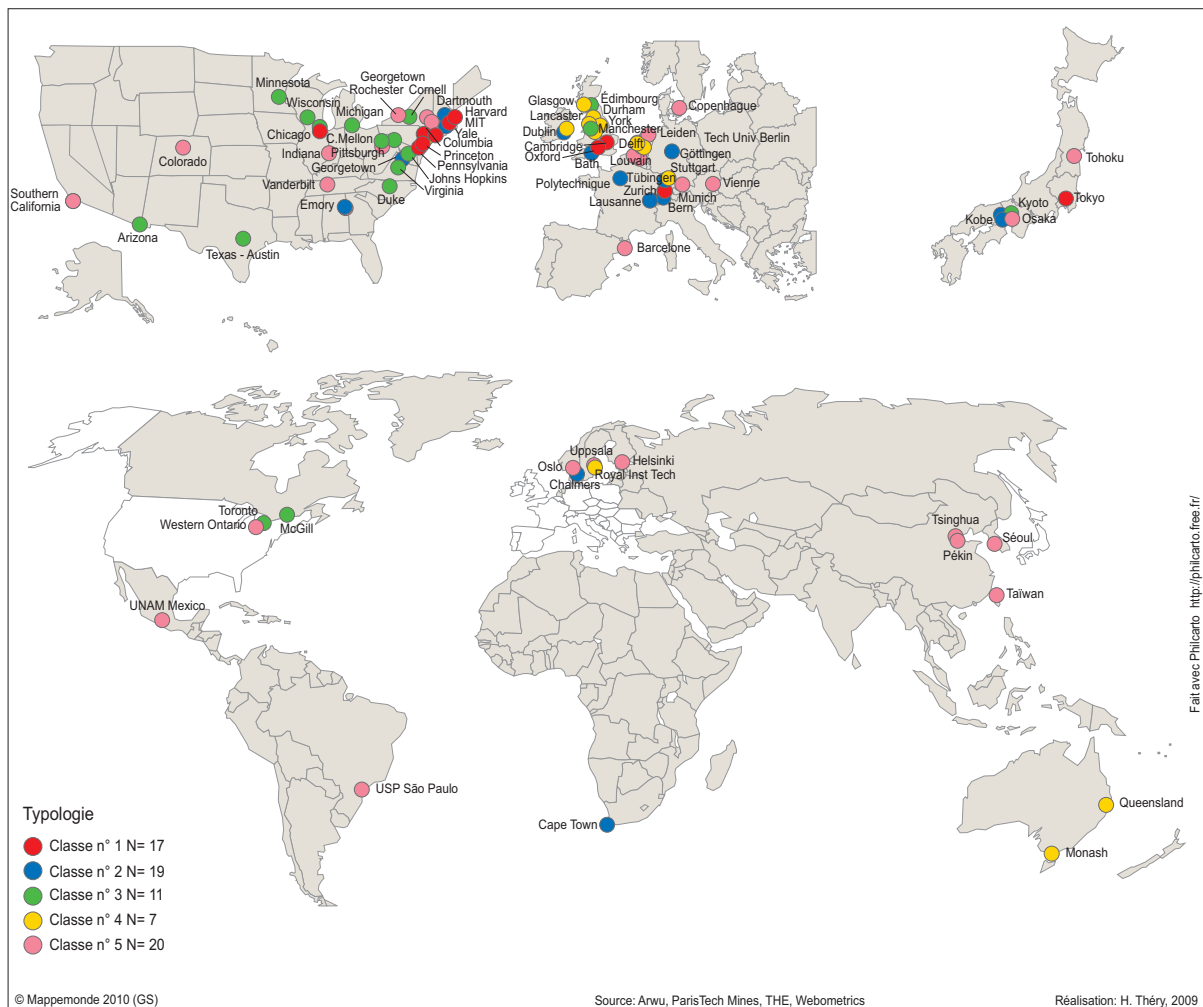 Minnesota
Wisconsin
Chicago
Michigan
Georgetown
Rochester
Cornell
Dartmouth
Harvard
MIT
Yale
Columbia
Princeton
Pennsylvania
Johns Hopkins
Virginia
C.Mellon
Pittsburgh
Indiana
Georgetown
Colorado
Vanderbilt
Duke
Emory
Southern
California
Arizona
Texas - Austin
Glasgow
Édimbourg
Durham
Lancaster
York
Dublin
Manchester
Cambridge
Oxford
Bath
Delft
Leiden
Copenhague
Tech Univ Berlin
Göttingen
Louvain
Stuttgart
Polytechnique
Tübingen
Zurich
Munich
Vienne
Lausanne
Bern
Barcelone
Tohoku
Tokyo
Kyoto
Kobe
Osaka
Uppsala
Oslo
Helsinki
Royal Inst Tech
Chalmers
Toronto
Western Ontario
McGill
UNAM Mexico
USP São Paulo
Cape Town
Tsinghua
Pékin
Séoul
Taïwan
Queensland
Monash
Typologie
Classe n° 1 N= 17
Classe n° 2 N= 19
Classe n° 3 N= 11
Classe n° 4 N= 7
Classe n° 5 N= 20
Fait avec Philcarto http://philcarto.free.fr/
© Mappemonde 2010 (GS)
Source: Arwu, ParisTech Mines, THE, Webometrics
Réalisation: H. Théry, 2009